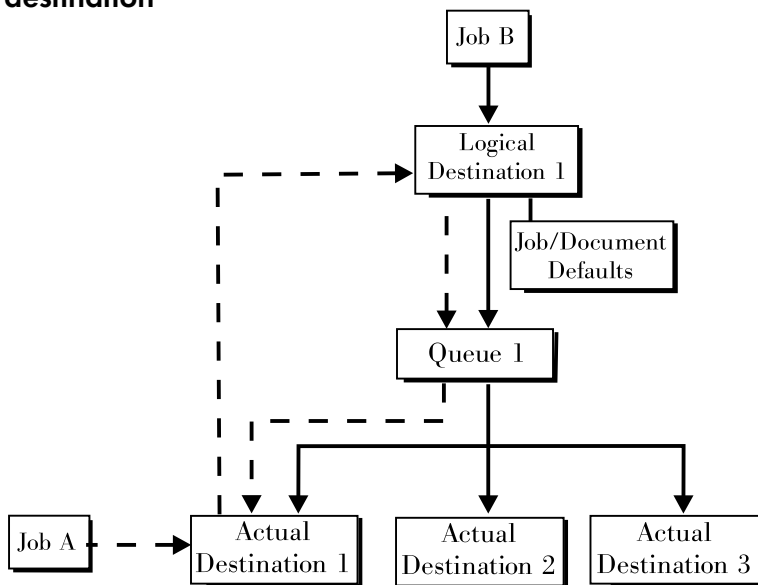 destination
Job B
Logical
Destination 1
Job/Document
Defaults
Queue 1
Job A
Actual
Destination 1
Actual
Destination 2
Actual
Destination 3